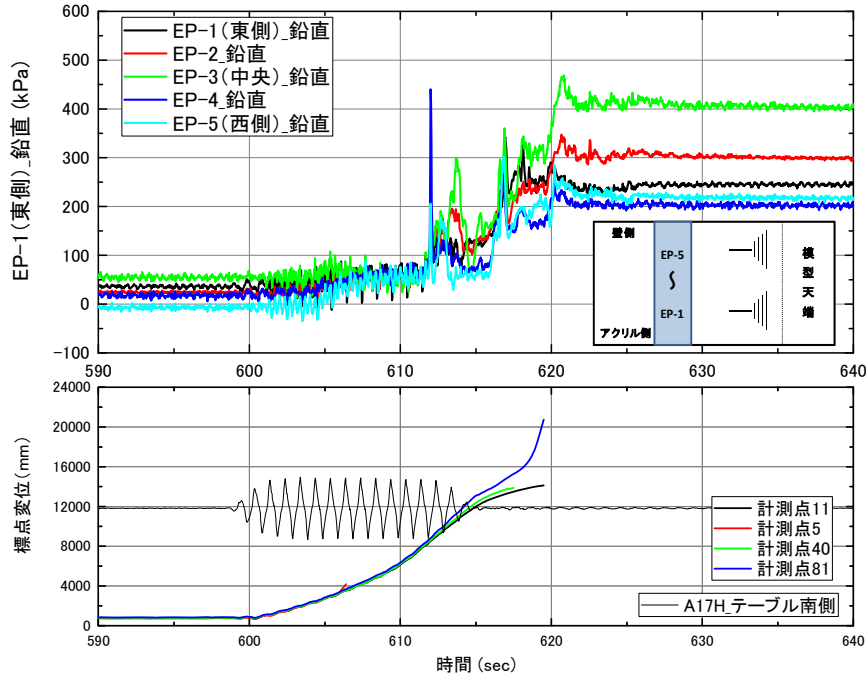 600
500
400
300
200
100
0
-100
EP-1(東側)_鉛直 (kPa)
EP-1(東側)_鉛直
EP-2_鉛直
EP-3(中央)_鉛直
EP-4_鉛直
EP-5(西側)_鉛直
壁側
EP-5
EP-1
アクリル側
模型天端
590 600 610 620 630 640
24000
20000
16000
12000
8000
4000
0
標点変位(mm)
計測点11
計測点5
計測点40
計測点81
A17H_テーブル南側
590 600 610 620 630 640
時間 (sec)